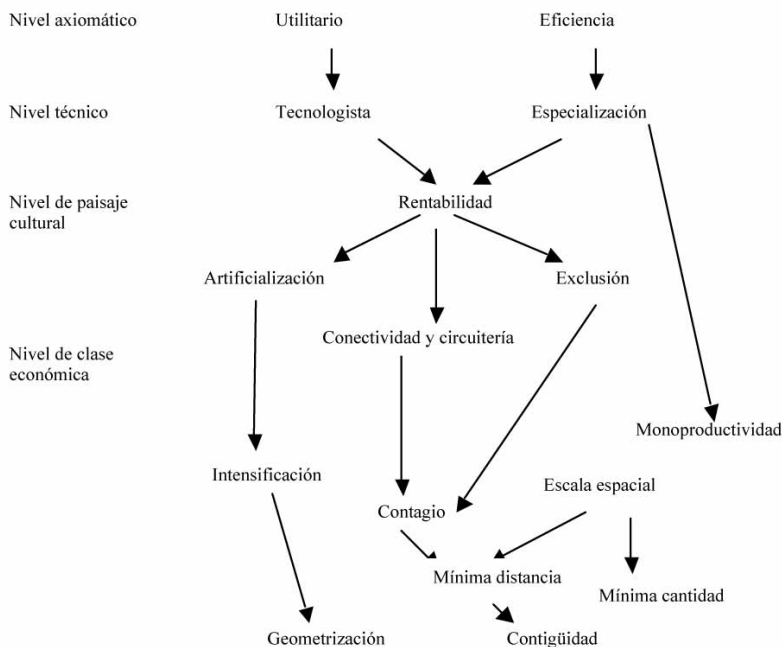 Nivel axiomático Utilitario Eficiencia
Nivel técnico Tecnologista Especialización
Nivel de paisaje Rentabilidad
cultural
Artificialización Exclusión
Conectividad y circuitería
Nivel de clase
económica
Monoproductividad
Intensificación
Escala espacial
Contagio
Mínima distancia
Mínima cantidad
Geometrización Contigüidad